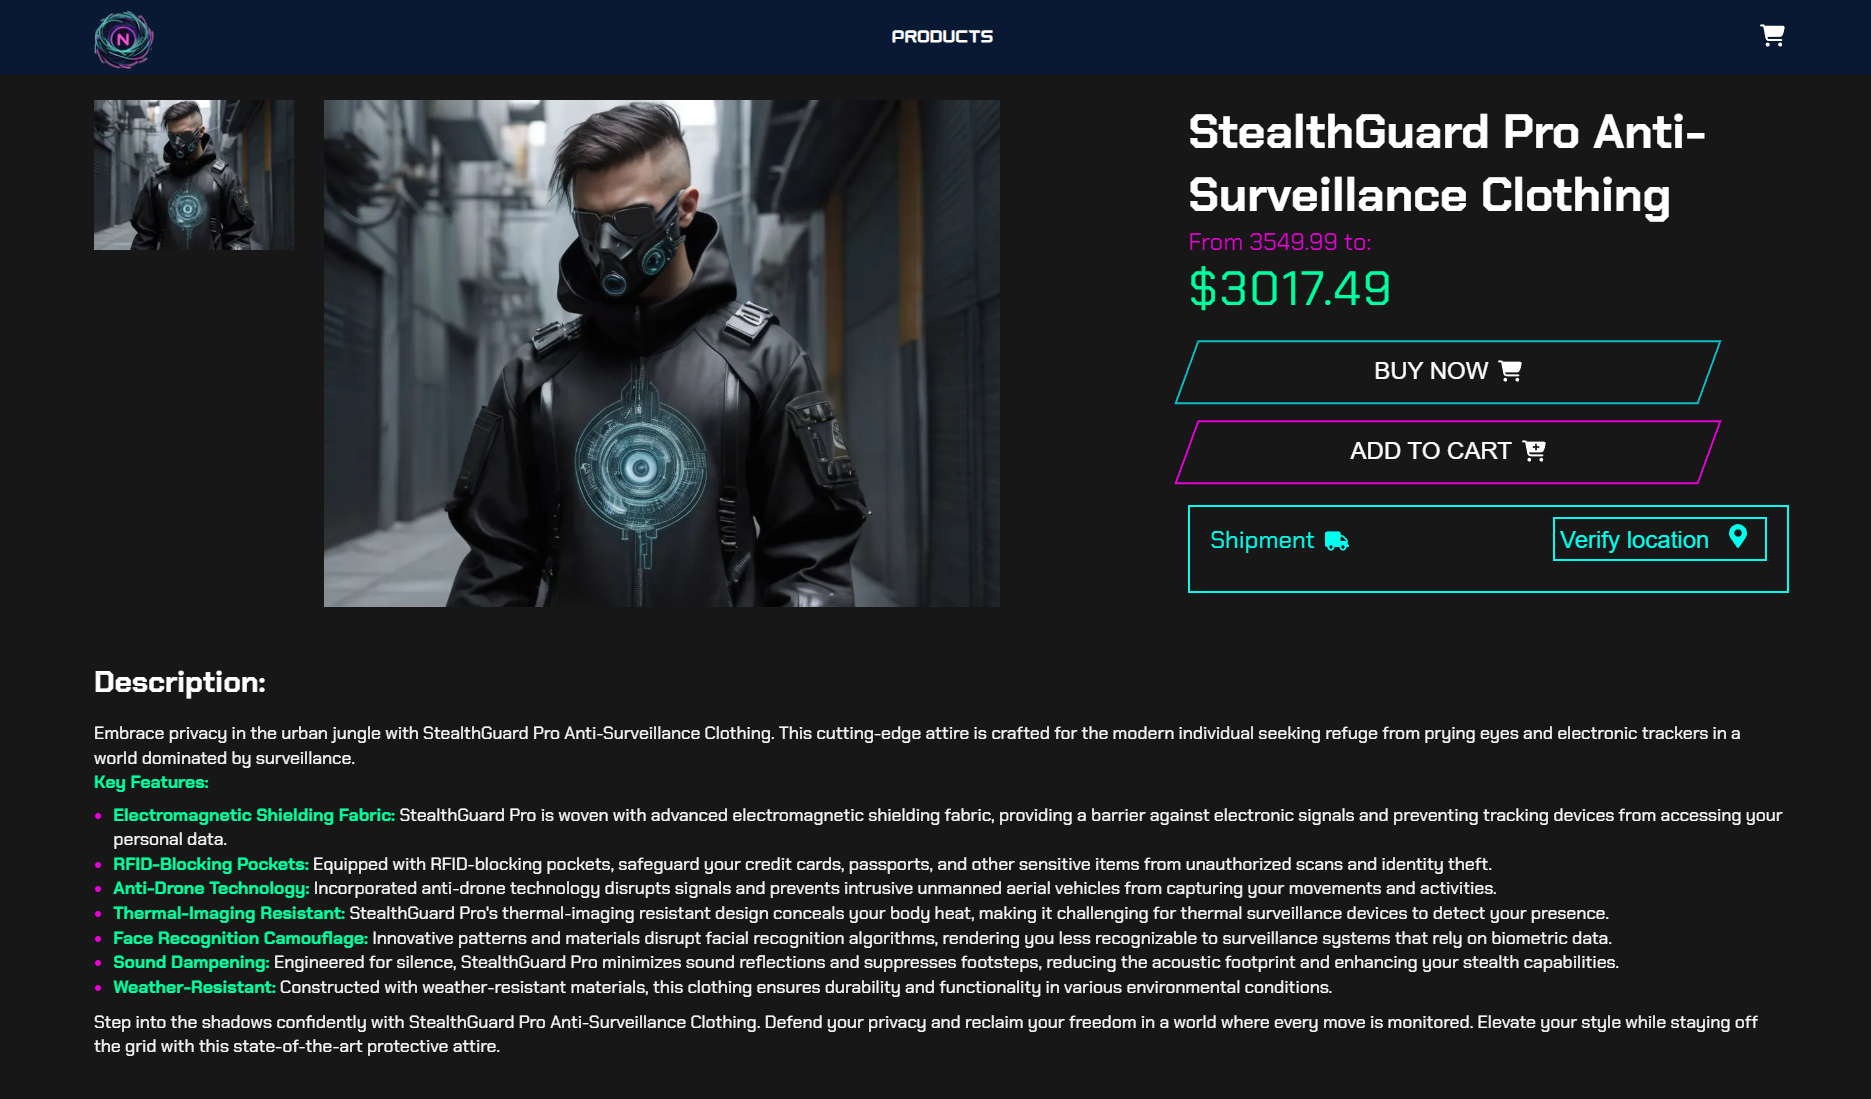 N
PRODUCTS
StealthGuard Pro Anti-
Surveillance Clothing
From 3549.99 to:
$3017.49
BUY NOW
ADD TO CART
Shipment
Verify location
Description:
Embrace privacy in the urban jungle with StealthGuard Pro Anti-Surveillance Clothing. This cutting-edge attire is crafted for the modern individual seeking refuge from prying eyes and electronic trackers in a
world dominated by surveillance.
Key Features:
• Electromagnetic Shielding Fabric: StealthGuard Pro is woven with advanced electromagnetic shielding fabric, providing a barrier against electronic signals and preventing tracking devices from accessing your
personal data.
• RFID-Blocking Pockets: Equipped with RFID-blocking pockets, safeguard your credit cards, passports, and other sensitive items from unauthorized scans and identity theft.
• Anti-Drone Technology: Incorporated anti-drone technology disrupts signals and prevents intrusive unmanned aerial vehicles from capturing your movements and activities.
• Thermal-Imaging Resistant: StealthGuard Pro's thermal-imaging resistant design conceals your body heat, making it challenging for thermal surveillance devices to detect your presence.
• Face Recognition Camouflage: Innovative patterns and materials disrupt facial recognition algorithms, rendering you less recognizable to surveillance systems that rely on biometric data.
• Sound Dampening: Engineered for silence, StealthGuard Pro minimizes sound reflections and suppresses footsteps, reducing the acoustic footprint and enhancing your stealth capabilities.
• Weather-Resistant: Constructed with weather-resistant materials, this clothing ensures durability and functionality in various environmental conditions.
Step into the shadows confidently with StealthGuard Pro Anti-Surveillance Clothing. Defend your privacy and reclaim your freedom in a world where every move is monitored. Elevate your style while staying off
the grid with this state-of-the-art protective attire.